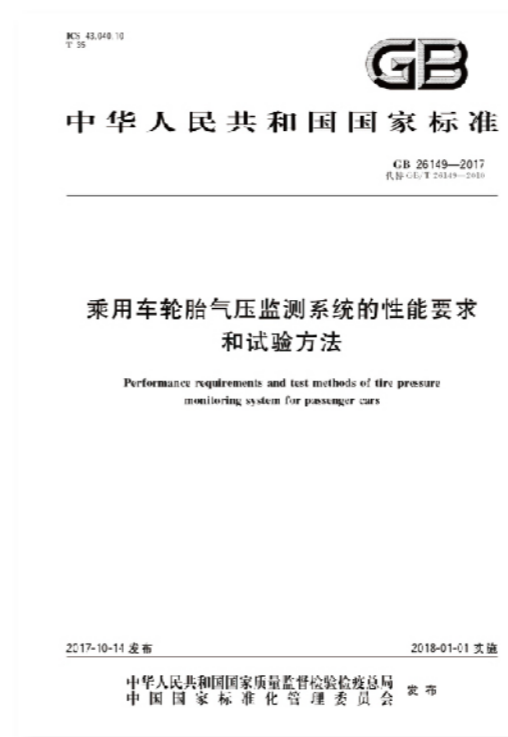 ICS 43.040.10
T 35
GB
中华人民共和国国家标准
GB 26149—2017
代替 GB/T 26149—2010
乘用车轮胎气压监测系统的性能要求
和试验方法
Performance requirements and test methods of tire pressure
monitoring system for passenger cars
2017-10-14 发布
2018-01-01 实施
中华人民共和国国家质量监督检验检疫总局
中国国家标准化管理委员会
发布